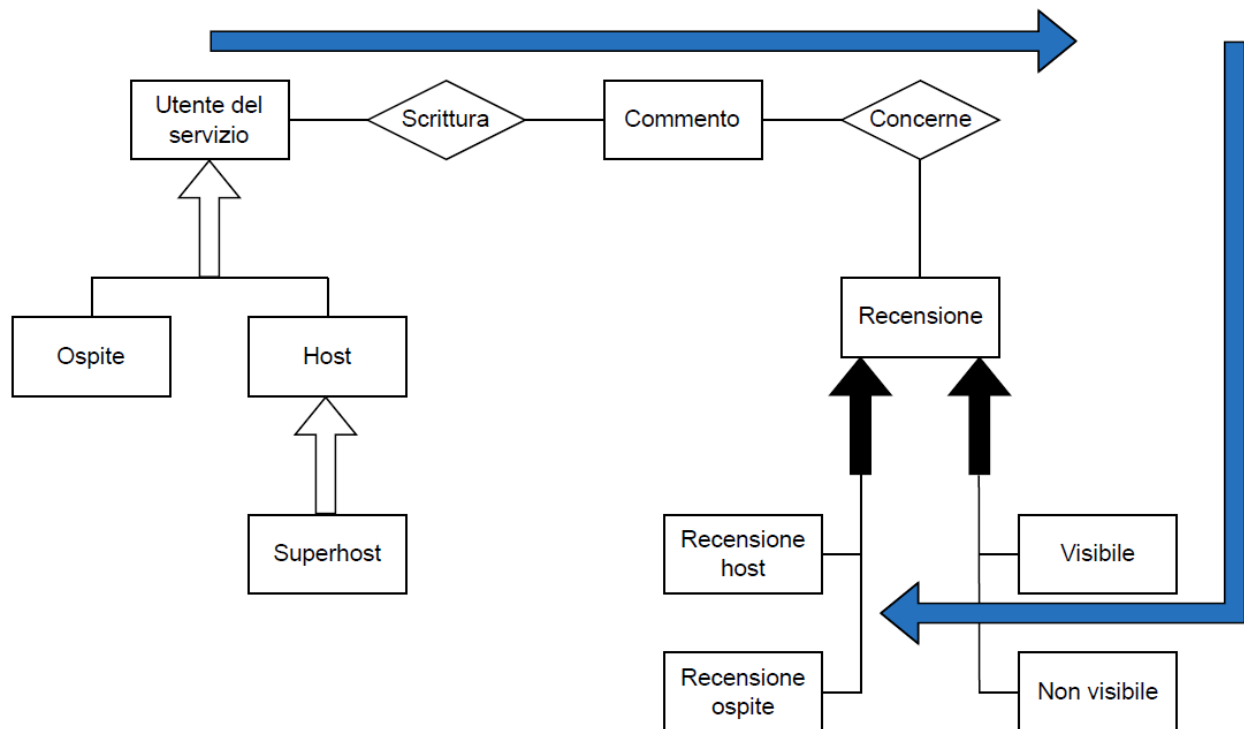 Utente del
servizio
Scrittura
Commento
Concerne
Ospite
Host
Recensione
Superhost
Recensione
host
Visibile
Recensione
ospite
Non visibile